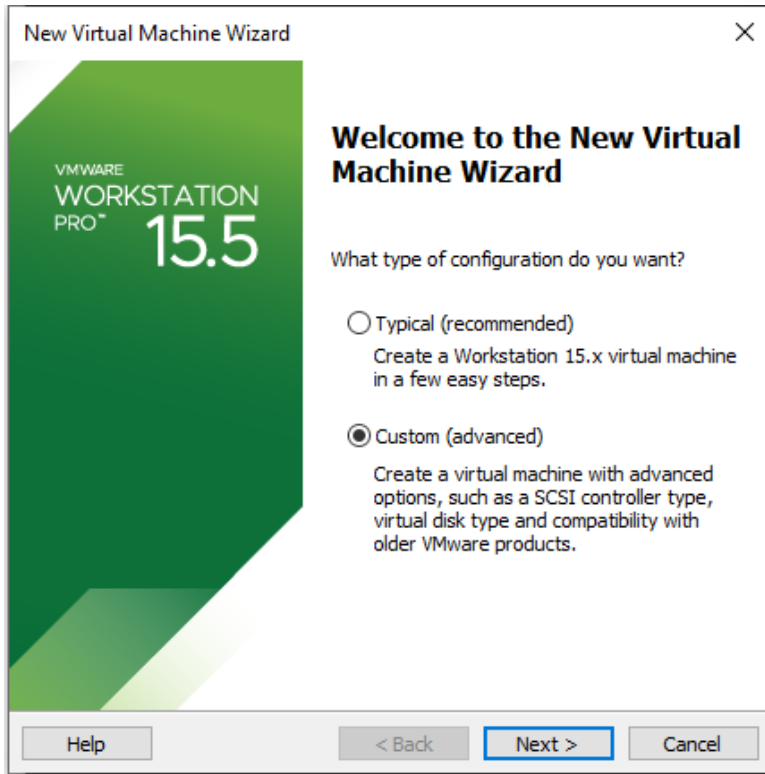 New Virtual Machine Wizard
VMWARE
WORKSTATION
PRO™ 15.5
Welcome to the New Virtual
Machine Wizard
What type of configuration do you want?
Typical (recommended)
Create a Workstation 15.x virtual machine
in a few easy steps.
Custom (advanced)
Create a virtual machine with advanced
options, such as a SCSI controller type,
virtual disk type and compatibility with
older VMware products.
Help < Back Next > Cancel